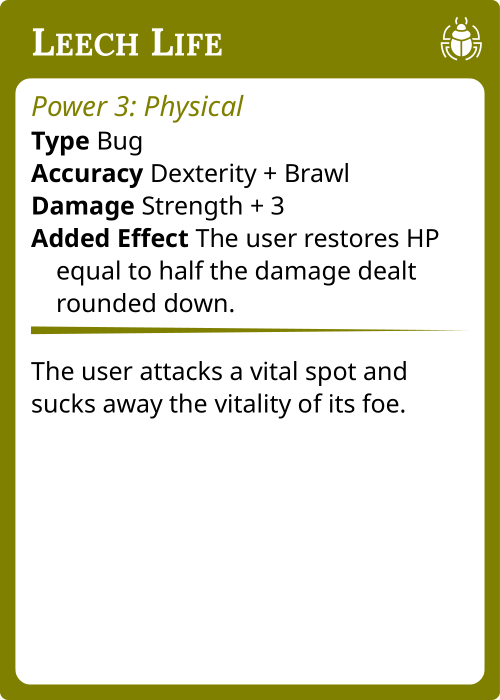 Leech Life
Power 3: Physical
Type Bug
Accuracy Dexterity + Brawl
Damage Strength + 3
Added Effect The user restores HP
equal to half the damage dealt
rounded down.
The user attacks a vital spot and
sucks away the vitality of its foe.